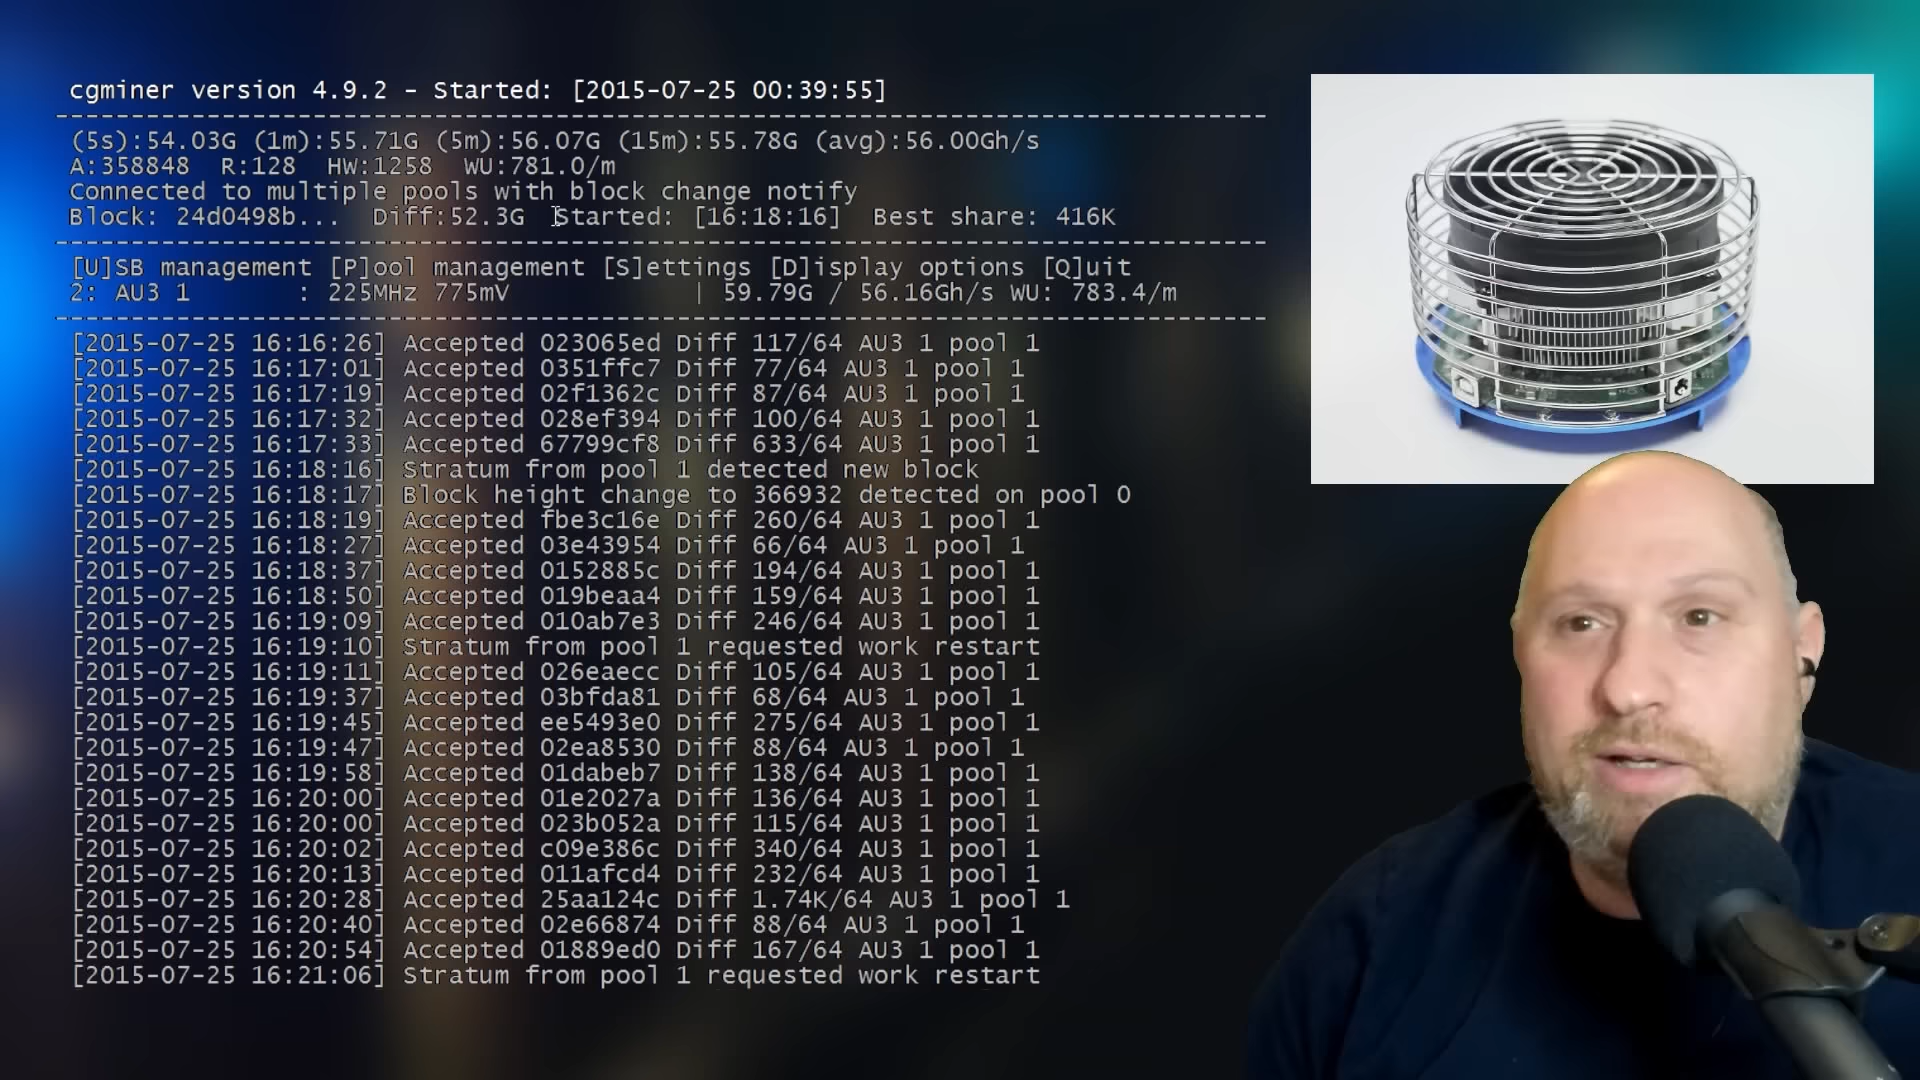 cgminer version 4.9.2 - Started: [2015-07-25 00:39:55]
--------------------------------------------------------------------------------
(5s):54.03G (1m):55.71G (5m):56.07G (15m):55.78G (avg):56.00Gh/s
A:358848 R:128 HW:1258 WU:781.0/m
Connected to multiple pools with block change notify
Block: 24d0498b... Diff:52.3G Started: [16:18:16] Best share: 416K
--------------------------------------------------------------------------------
[U]SB management [P]ool management [S]ettings [D]isplay options [Q]uit
2: AU3 1 : 225MHz 775mV | 59.79G / 56.16Gh/s WU: 783.4/m
--------------------------------------------------------------------------------
[2015-07-25 16:16:26] Accepted 023065ed Diff 117/64 AU3 1 pool 1
[2015-07-25 16:17:01] Accepted 0351ffc7 Diff 77/64 AU3 1 pool 1
[2015-07-25 16:17:19] Accepted 02f1362c Diff 87/64 AU3 1 pool 1
[2015-07-25 16:17:32] Accepted 028ef394 Diff 100/64 AU3 1 pool 1
[2015-07-25 16:17:33] Accepted 67799cf8 Diff 633/64 AU3 1 pool 1
[2015-07-25 16:18:16] Stratum from pool 1 detected new block
[2015-07-25 16:18:17] Block height change to 366932 detected on pool 0
[2015-07-25 16:18:19] Accepted fbe3c16e Diff 260/64 AU3 1 pool 1
[2015-07-25 16:18:27] Accepted 03e43954 Diff 66/64 AU3 1 pool 1
[2015-07-25 16:18:37] Accepted 0152885c Diff 194/64 AU3 1 pool 1
[2015-07-25 16:18:50] Accepted 019beaa4 Diff 159/64 AU3 1 pool 1
[2015-07-25 16:19:09] Accepted 010ab7e3 Diff 246/64 AU3 1 pool 1
[2015-07-25 16:19:10] Stratum from pool 1 requested work restart
[2015-07-25 16:19:11] Accepted 026eaecc Diff 105/64 AU3 1 pool 1
[2015-07-25 16:19:37] Accepted 03bfda81 Diff 68/64 AU3 1 pool 1
[2015-07-25 16:19:45] Accepted ee5493e0 Diff 275/64 AU3 1 pool 1
[2015-07-25 16:19:47] Accepted 02ea8530 Diff 88/64 AU3 1 pool 1
[2015-07-25 16:19:58] Accepted 01dabeb7 Diff 138/64 AU3 1 pool 1
[2015-07-25 16:20:00] Accepted 01e2027a Diff 136/64 AU3 1 pool 1
[2015-07-25 16:20:00] Accepted 023b052a Diff 115/64 AU3 1 pool 1
[2015-07-25 16:20:02] Accepted c09e386c Diff 340/64 AU3 1 pool 1
[2015-07-25 16:20:13] Accepted 011afcd4 Diff 232/64 AU3 1 pool 1
[2015-07-25 16:20:28] Accepted 25aa124c Diff 1.74K/64 AU3 1 pool 1
[2015-07-25 16:20:40] Accepted 02e66874 Diff 88/64 AU3 1 pool 1
[2015-07-25 16:20:54] Accepted 01889ed0 Diff 167/64 AU3 1 pool 1
[2015-07-25 16:21:06] Stratum from pool 1 requested work restart